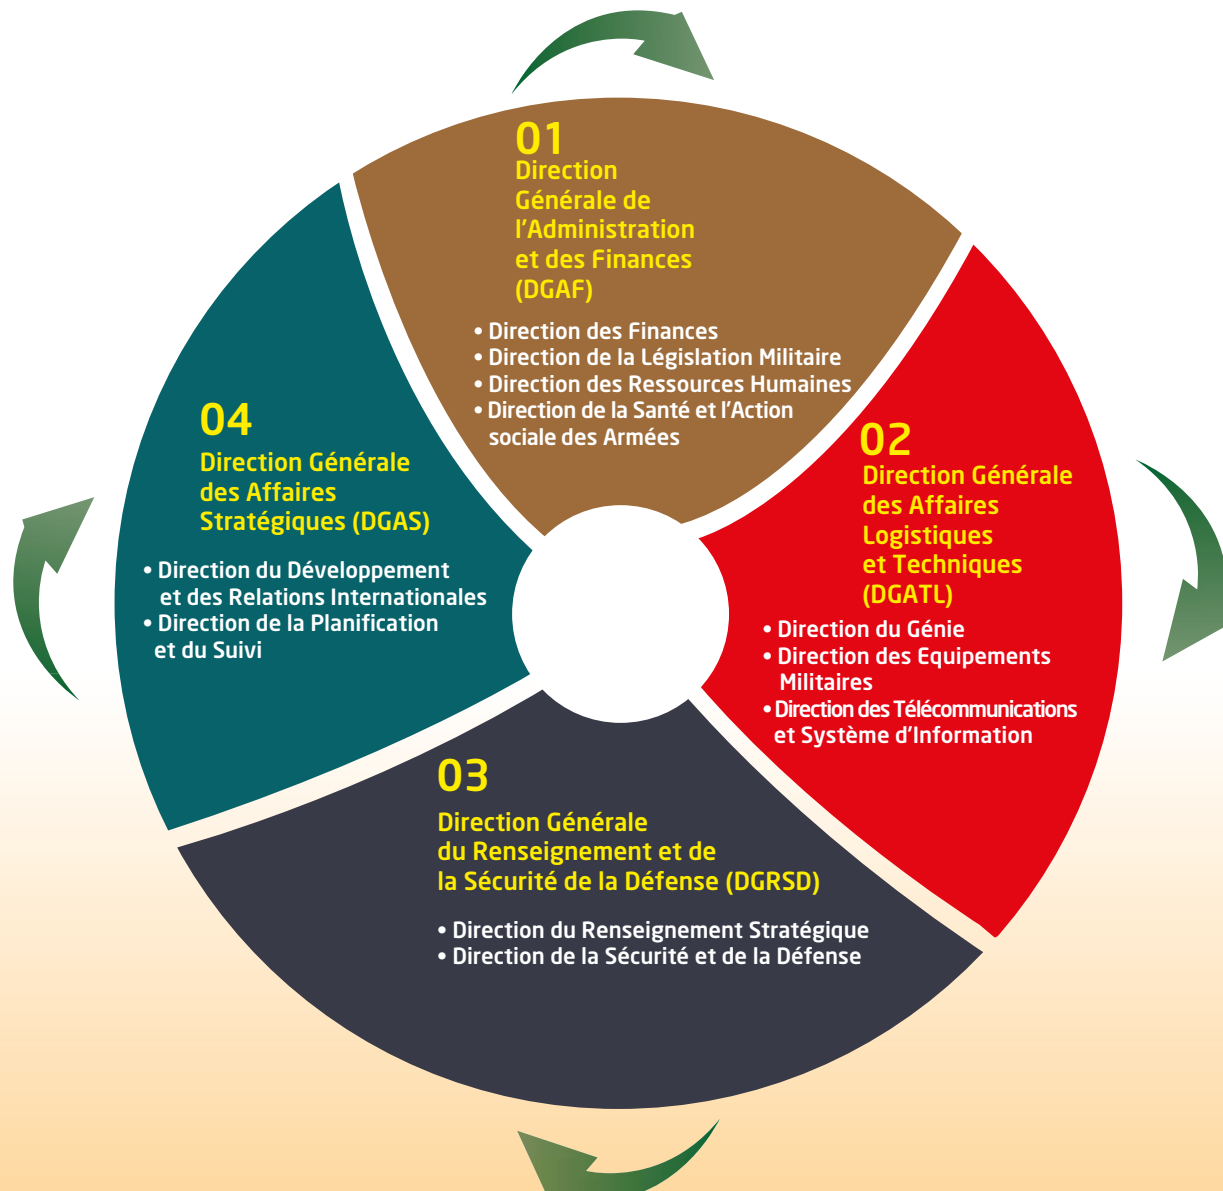 01
Direction
Générale de
l'Administration
et des Finances
(DGAF)
• Direction des Finances
• Direction de la Législation Militaire
• Direction des Ressources Humaines
• Direction de la Santé et l'Action
sociale des Armées
02
Direction Générale
des Affaires
Logistiques
et Techniques
(DGATL)
• Direction du Génie
• Direction des Equipements
Militaires
• Direction des Télécommunications
et Système d'Information
03
Direction Générale
du Renseignement et de
la Sécurité de la Défense (DGRSD)
• Direction du Renseignement Stratégique
• Direction de la Sécurité et de la Défense
04
Direction Générale
des Affaires
Stratégiques (DGAS)
• Direction du Développement
et des Relations Internationales
• Direction de la Planification
et du Suivi